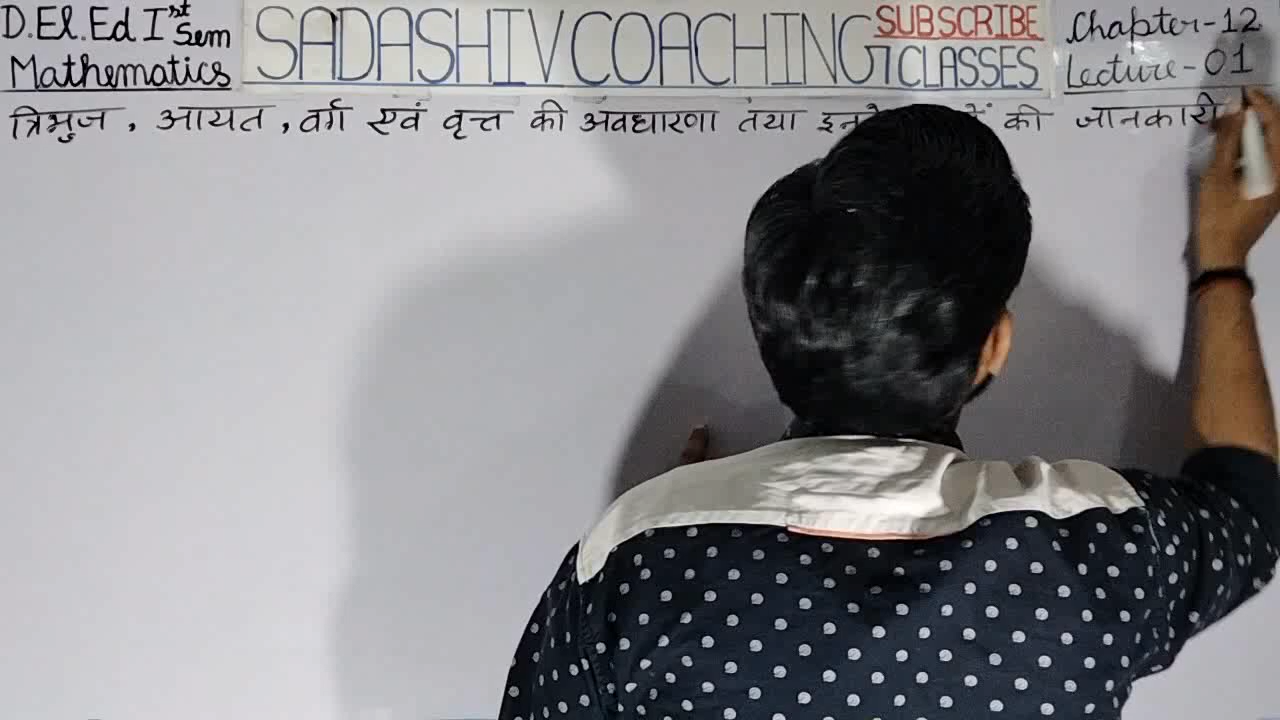 D.El.Ed Ist Sem
Mathematics
SADASHIV COACHING CLASSES
SUBSCRIBE
Chapter-12
Lecture-01
त्रिभुज, आयत, वर्ग एवं वृत्त की अवधारणा तथा की जानकारी